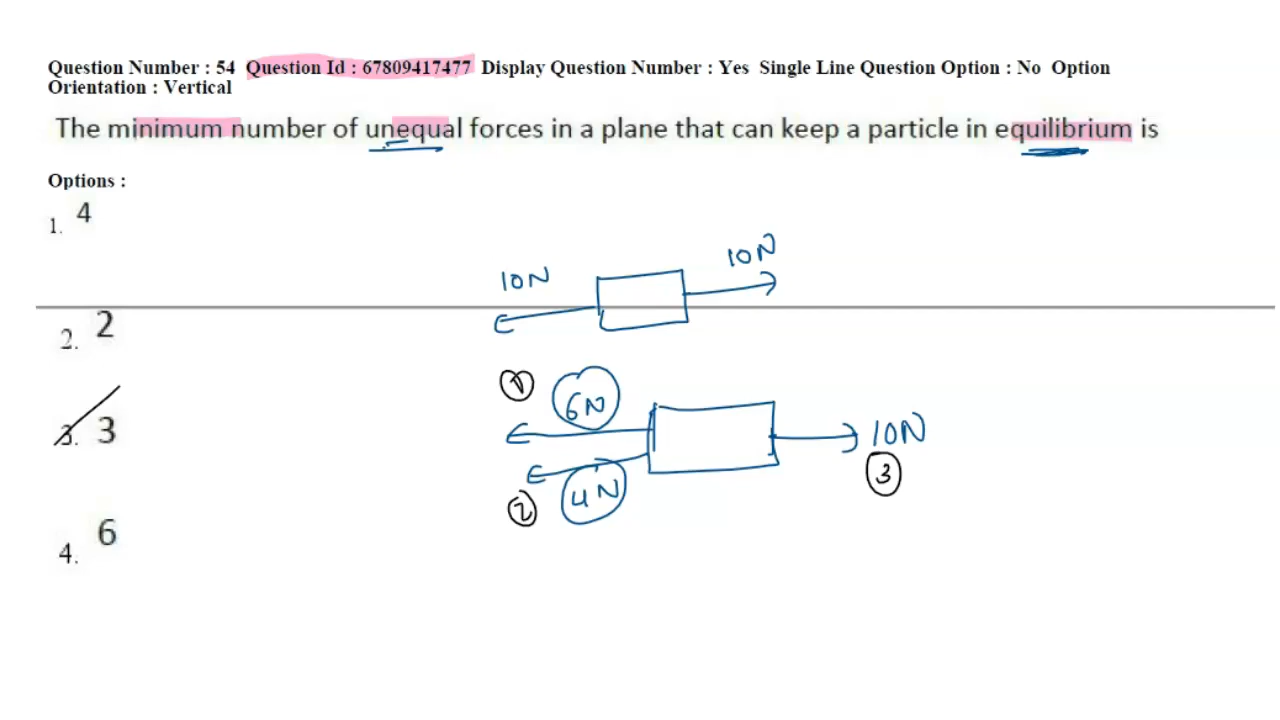 Question Number : 54 Question Id : 67809417477 Display Question Number : Yes Single Line Question Option : No Option
Orientation : Vertical
The minimum number of unequal forces in a plane that can keep a particle in equilibrium is
Options :
1. 4
10N
10N
2. 2
1
6N
3. 3
10N
3
2
4N
4. 6